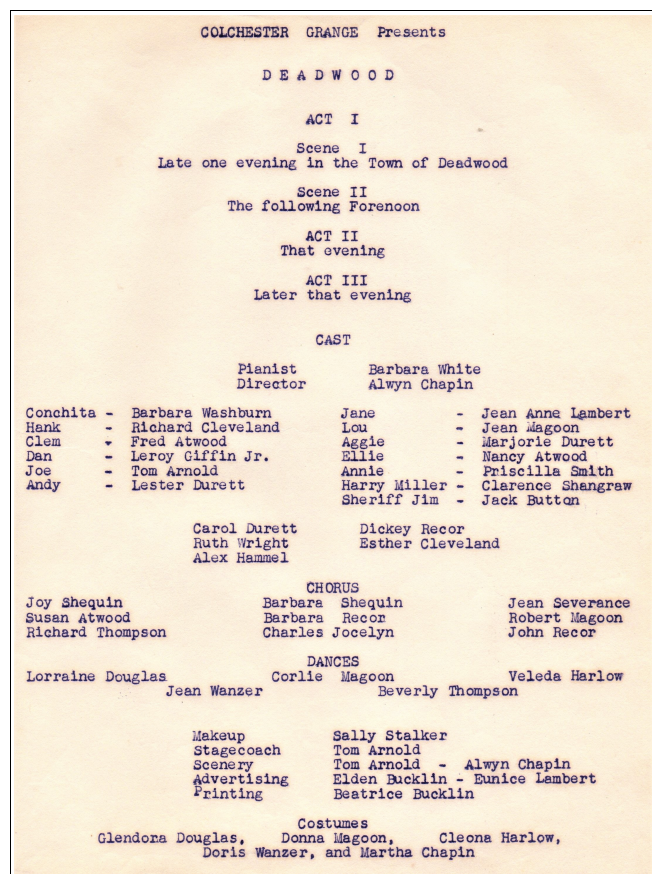 COLCHESTER GRANGE Presents
D E A D W O O D
ACT I
Scene I
Late one evening in the Town of Deadwood
Scene II
The following Forenoon
ACT II
That evening
ACT III
Later that evening
CAST
Pianist Barbara White
Director Alwyn Chapin
Conchita - Barbara Washburn Jane - Jean Anne Lambert
Hank - Richard Cleveland Lou - Jean Magoon
Clem - Fred Atwood Aggie - Marjorie Durett
Dan - Leroy Giffin Jr. Ellie - Nancy Atwood
Joe - Tom Arnold Annie - Priscilla Smith
Andy - Lester Durett Harry Miller - Clarence Shangraw
Sheriff Jim - Jack Button
Carol Durett Dickey Recor
Ruth Wright Esther Cleveland
Alex Hammel
CHORUS
Joy Shequin Barbara Shequin Jean Severance
Susan Atwood Barbara Recor Robert Magoon
Richard Thompson Charles Jocelyn John Recor
DANCES
Lorraine Douglas Corlie Magoon Veleda Harlow
Jean Wanzer Beverly Thompson
Makeup Sally Stalker
Stagecoach Tom Arnold
Scenery Tom Arnold - Alwyn Chapin
Advertising Elden Bucklin - Eunice Lambert
Printing Beatrice Bucklin
Costumes
Glendora Douglas, Donna Magoon, Cleona Harlow,
Doris Wanzer, and Martha Chapin